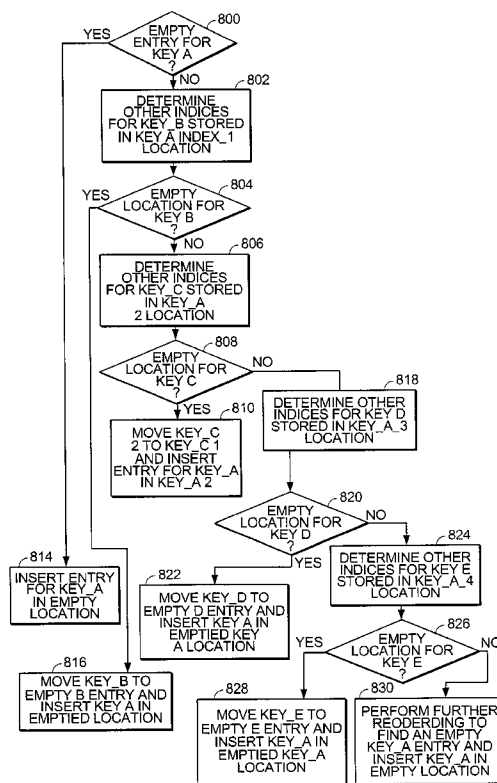 800
EMPTY
ENTRY FOR
KEY A
?
YES
NO
802
DETERMINE
OTHER INDICES
FOR KEY_B STORED
IN KEY A INDEX_1
LOCATION
804
YES
EMPTY
LOCATION FOR
KEY B
?
NO
806
DETERMINE
OTHER INDICES
FOR KEY_C STORED
IN KEY_A
2 LOCATION
808
EMPTY
LOCATION FOR
KEY C
?
NO
YES
810
MOVE KEY_C
2 TO KEY_C 1
AND INSERT
ENTRY FOR KEY_A
IN KEY_A 2
818
DETERMINE OTHER
INDICES FOR KEY D
STORED IN KEY_A_3
LOCATION
820
EMPTY
LOCATION FOR
KEY D
?
NO
YES
814
INSERT ENTRY
FOR KEY_A
IN EMPTY
LOCATION
822
MOVE KEY_D TO
EMPTY D ENTRY AND
INSERT KEY A IN
EMPTIED KEY
A LOCATION
824
DETERMINE OTHER
INDICES FOR KEY E
STORED IN KEY_A_4
LOCATION
826
YES
EMPTY
LOCATION FOR
KEY E
?
NO
816
MOVE KEY_B TO
EMPTY B ENTRY AND
INSERT KEY A IN
EMPTIED LOCATION
828
MOVE KEY_E TO
EMPTY E ENTRY AND
INSERT KEY_A IN
EMPTIED KEY_A
LOCATION
830
PERFORM FURTHER
REODERDING TO
FIND AN EMPTY
KEY_A ENTRY AND
INSERT KEY_A IN
EMPTY LOCATION